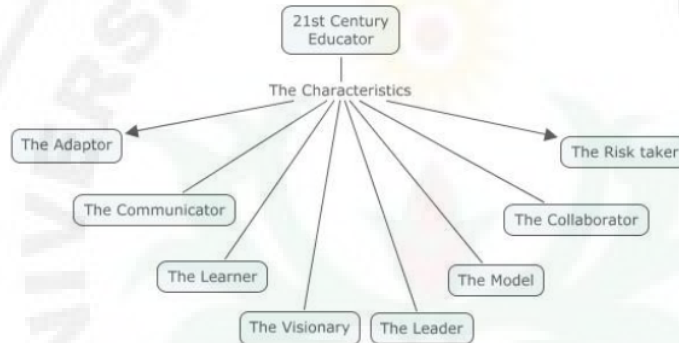 21st Century
Educator
The Characteristics
The Adaptor
The Risk taker
The Communicator
The Collaborator
The Learner
The Model
The Visionary
The Leader